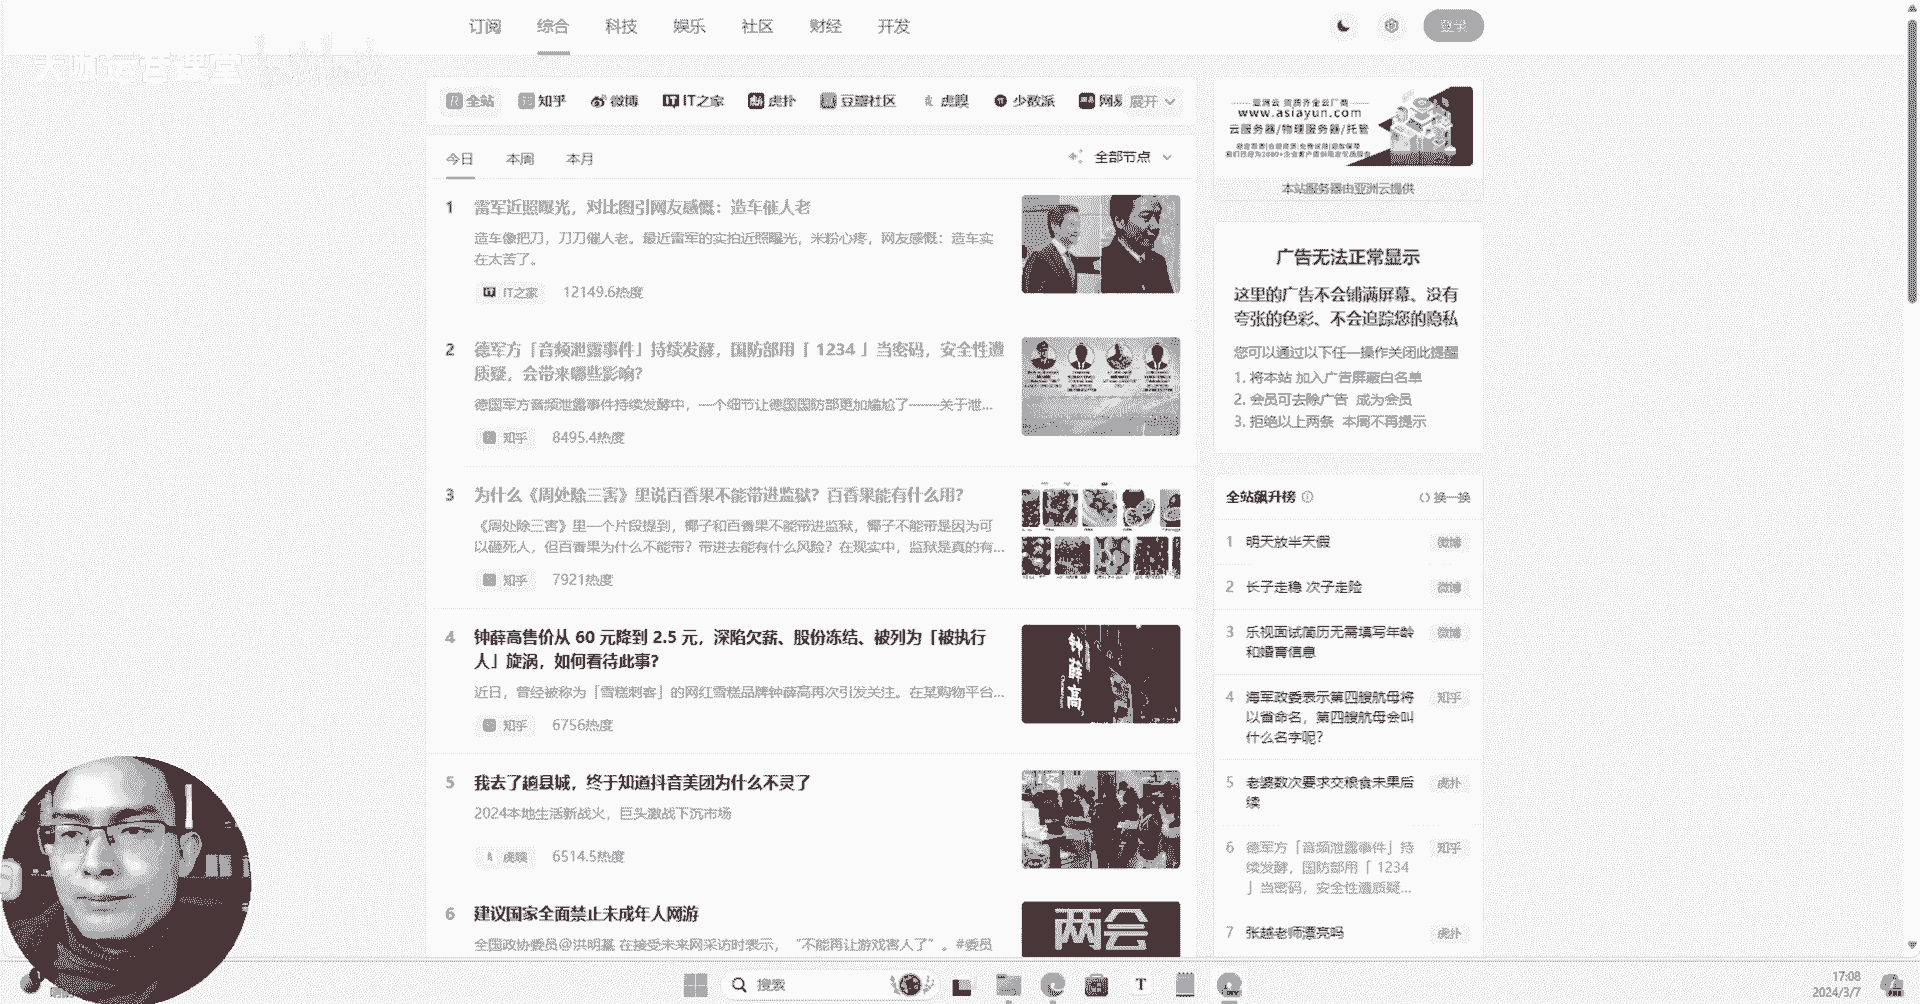 订阅 综合 科技 娱乐 社区 财经 开发 登录
天咖运营课堂 bilibili
全站 知乎 微博 IT之家 虎扑 豆瓣社区 虎嗅 少数派 网易 展开
今日 本周 本月 全部节点
1 雷军近照曝光，对比图引网友感慨：造车催人老
造车像把刀，刀刀催人老。最近雷军的实拍近照曝光，米粉心疼，网友感慨：造车实
在太苦了。
IT之家 12149.6热度
2 德军方「音频泄露事件」持续发酵，国防部用「 1234 」当密码，安全性遭
质疑，会带来哪些影响？
德国军方音频泄露事件持续发酵中，一个细节让德国国防部更加尴尬了——关于泄...
知乎 8495.4热度
3 为什么《周处除三害》里说百香果不能带进监狱？百香果能有什么用？
《周处除三害》里一个片段提到，椰子和百香果不能带进监狱，椰子不能带是因为可
以砸死人，但百香果为什么不能带？带进去能有什么风险？在现实中，监狱是真的有...
知乎 7921热度
4 钟薛高售价从 60 元降到 2.5 元，深陷欠薪、股份冻结、被列为「被执行
人」旋涡，如何看待此事？
近日，曾经被称为「雪糕刺客」的网红雪糕品牌钟薛高再次引发关注。在某购物平台...
知乎 6756热度
钟薛高
5 我去了趟县城，终于知道抖音美团为什么不灵了
2024本地生活新战火，巨头激战下沉市场
虎嗅 6514.5热度
6 建议国家全面禁止未成年人网游
全国政协委员@洪明基 在接受未来网采访时表示，“不能再让游戏害人了”。#委员
两会
亚洲云 资质齐全云厂商
www.asiayun.com
云服务器/物理服务器/托管
本站服务器由亚洲云提供
广告无法正常显示
这里的广告不会铺满屏幕、没有
夸张的色彩、不会追踪您的隐私
您可以通过以下任一操作关闭此提醒
1. 将本站 加入广告屏蔽白名单
2. 会员可去除广告 成为会员
3. 拒绝以上两条 本周不再提示
全站飙升榜 换一换
1 明天放半天假 微博
2 长子走稳 次子走险 微博
3 乐视面试简历无需填写年龄
和婚育信息 微博
4 海军政委表示第四艘航母将
以省命名，第四艘航母会叫
什么名字呢？ 知乎
5 老婆数次要求交粮食未果后
续 虎扑
6 德军方「音频泄露事件」持
续发酵，国防部用「 1234
」当密码，安全性遭质疑... 知乎
7 张越老师漂亮吗 虎扑
搜索
T
17:08
2024/3/7